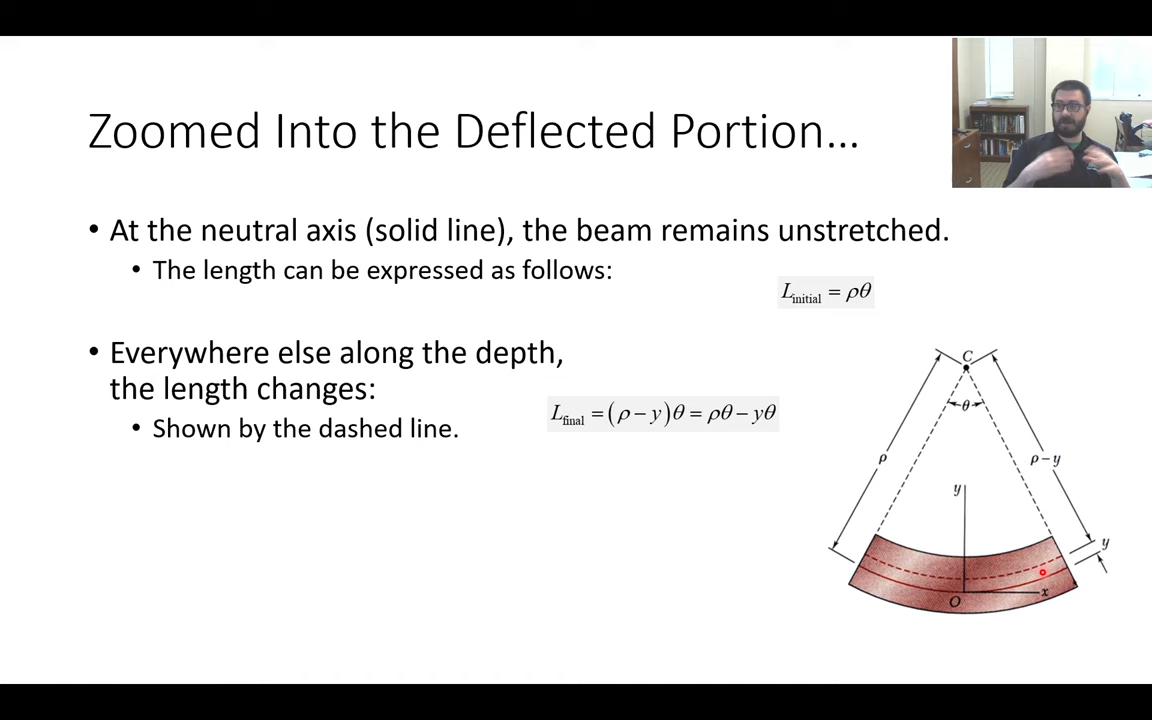 Zoomed Into the Deflected Portion...
• At the neutral axis (solid line), the beam remains unstretched.
• The length can be expressed as follows:
L_initial = ρθ
• Everywhere else along the depth,
the length changes:
L_final = (ρ − y)θ = ρθ − yθ
• Shown by the dashed line.
C
θ
ρ
ρ − y
y
y
O
x